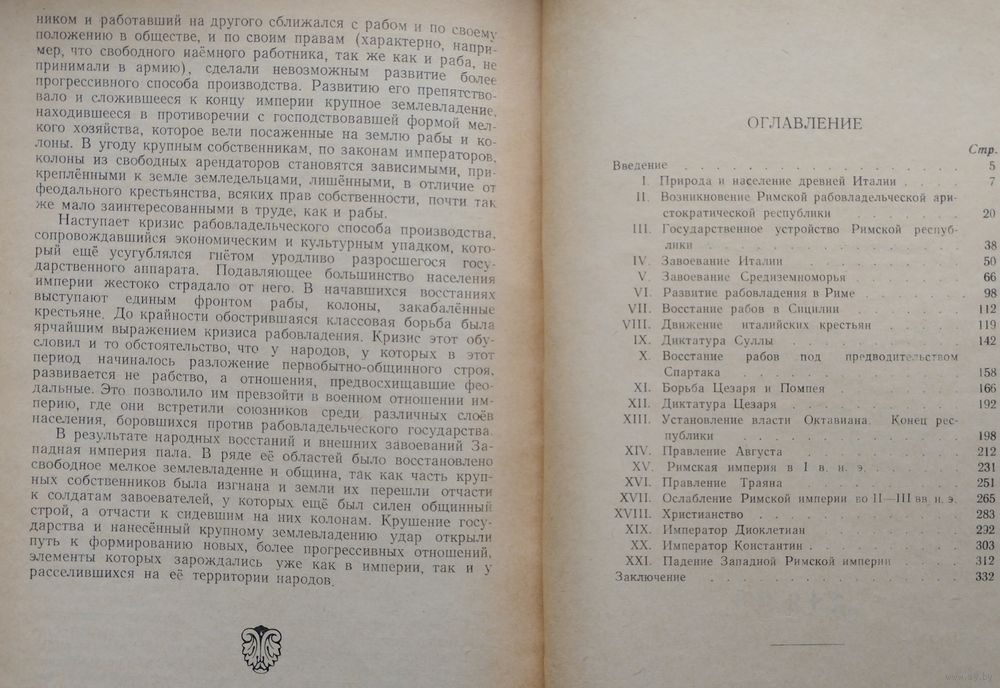 ником и работавший на другого сближался с рабом и по своему
положению в обществе, и по своим правам (характерно, напри-
мер, что свободного наёмного работника, так же как и раба, не
принимали в армию), сделали невозможным развитие более
прогрессивного способа производства. Развитию его препятство-
вало и сложившееся к концу империи крупное землевладение,
находившееся в противоречии с господствовавшей формой мел-
кого хозяйства, которое вели посаженные на землю рабы и ко-
лоны. В угоду крупным собственникам, по законам императоров,
колоны из свободных арендаторов становятся зависимыми, при-
креплёнными к земле земледельцами, лишёнными, в отличие от
феодального крестьянства, всяких прав собственности, почти так
же мало заинтересованными в труде, как и рабы.
Наступает кризис рабовладельческого способа производства,
сопровождавшийся экономическим и культурным упадком, кото-
рый ещё усугублялся гнётом уродливо разросшегося госу-
дарственного аппарата. Подавляющее большинство населения
империи жестоко страдало от него. В начавшихся восстаниях
выступают единым фронтом рабы, колоны, закабалённые
крестьяне. До крайности обострившаяся классовая борьба была
ярчайшим выражением кризиса рабовладения. Кризис этот обу-
словил и то обстоятельство, что у народов, у которых в этот
период начиналось разложение первобытно-общинного строя,
развивается не рабство, а отношения, предвосхищавшие фео-
дальные. Это позволило им превзойти в военном отношении им-
перию, где они встретили союзников среди различных слоёв
населения, боровшихся против рабовладельческого государства.
В результате народных восстаний и внешних завоеваний За-
падная империя пала. В ряде её областей было восстановлено
свободное мелкое землевладение и община, так как часть круп-
ных собственников была изгнана и земли их перешли отчасти
к солдатам завоевателей, у которых ещё был силен общинный
строй, а отчасти к сидевшим на них колонам. Крушение госу-
дарства и нанесённый крупному землевладению удар открыли
путь к формированию новых, более прогрессивных отношений,
элементы которых зарождались уже как в империи, так и у
расселившихся на её территории народов.
ОГЛАВЛЕНИЕ
Стр.
Введение . . . . . . . . . . . . . 5
I. Природа и население древней Италии . . . . 7
II. Возникновение Римской рабовладельческой ари-
стократической республики . . . . . . . 20
III. Государственное устройство Римской респуб-
лики . . . . . . . . . . . . 38
IV. Завоевание Италии . . . . . . . . 50
V. Завоевание Средиземноморья . . . . . . 66
VI. Развитие рабовладения в Риме . . . . . . 98
VII. Восстание рабов в Сицилии . . . . . . 112
VIII. Движение италийских крестьян . . . . . 119
IX. Диктатура Суллы . . . . . . . . 142
X. Восстание рабов под предводительством
Спартака . . . . . . . . . . . 158
XI. Борьба Цезаря и Помпея . . . . . . . 166
XII. Диктатура Цезаря . . . . . . . . 192
XIII. Установление власти Октавиана. Конец рес-
публики . . . . . . . . . . . 198
XIV. Правление Августа . . . . . . . . 212
XV. Римская империя в I в. н. э. . . . . . . 231
XVI. Правление Траяна . . . . . . . . 251
XVII. Ослабление Римской империи во II—III вв. н. э. 265
XVIII. Христианство . . . . . . . . . . 283
XIX. Император Диоклетиан . . . . . . . 292
XX. Император Константин . . . . . . . 303
XXI. Падение Западной Римской империи . . . . 312
Заключение . . . . . . . . . . . . 332
www.ay.by